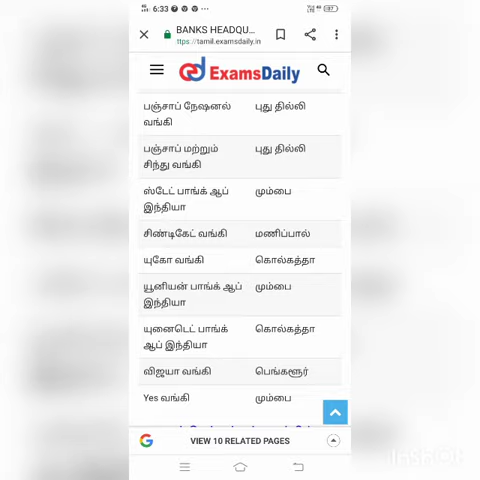 6:33
BANKS HEADQU...
ttps://tamil.examsdaily.in
ExamsDaily
பஞ்சாப் நேஷனல் புது தில்லி
வங்கி
பஞ்சாப் மற்றும் புது தில்லி
சிந்து வங்கி
ஸ்டேட் பாங்க் ஆப் மும்பை
இந்தியா
சிண்டிகேட் வங்கி மணிப்பால்
யுகோ வங்கி கொல்கத்தா
யூனியன் பாங்க் ஆப் மும்பை
இந்தியா
யுனைடெட் பாங்க் கொல்கத்தா
ஆப் இந்தியா
விஜயா வங்கி பெங்களூர்
Yes வங்கி மும்பை
VIEW 10 RELATED PAGES